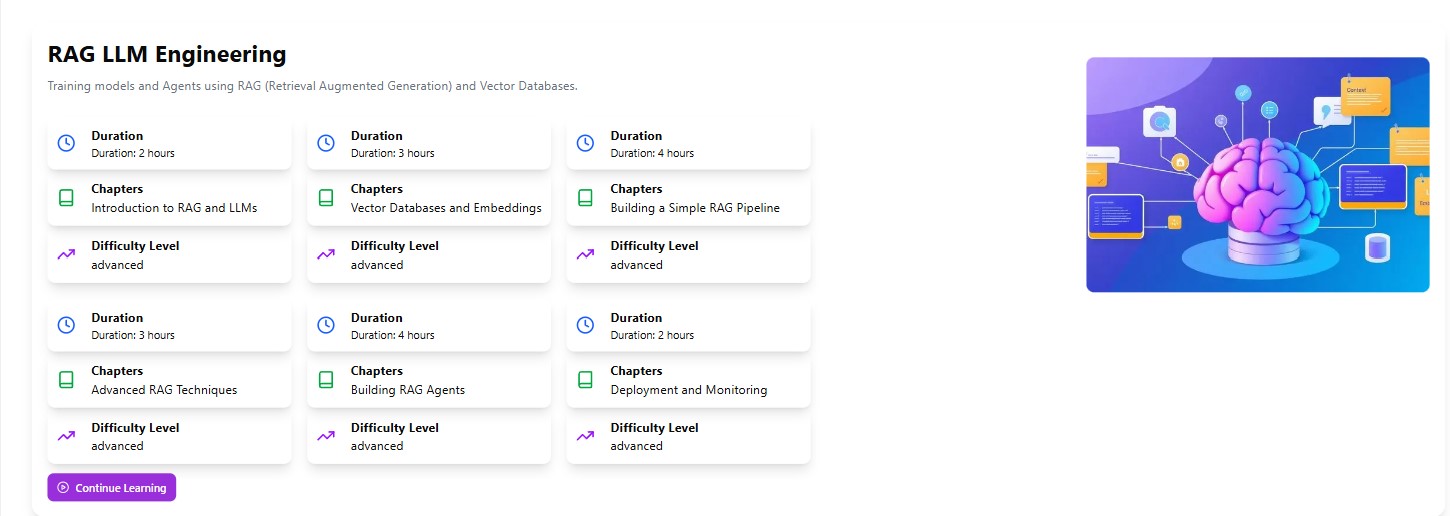 RAG LLM Engineering
Training models and Agents using RAG (Retrieval Augmented Generation) and Vector Databases.
Duration
Duration: 2 hours
Chapters
Introduction to RAG and LLMs
Difficulty Level
advanced
Duration
Duration: 3 hours
Chapters
Vector Databases and Embeddings
Difficulty Level
advanced
Duration
Duration: 4 hours
Chapters
Building a Simple RAG Pipeline
Difficulty Level
advanced
Duration
Duration: 3 hours
Chapters
Advanced RAG Techniques
Difficulty Level
advanced
Duration
Duration: 4 hours
Chapters
Building RAG Agents
Difficulty Level
advanced
Duration
Duration: 2 hours
Chapters
Deployment and Monitoring
Difficulty Level
advanced
Continue Learning